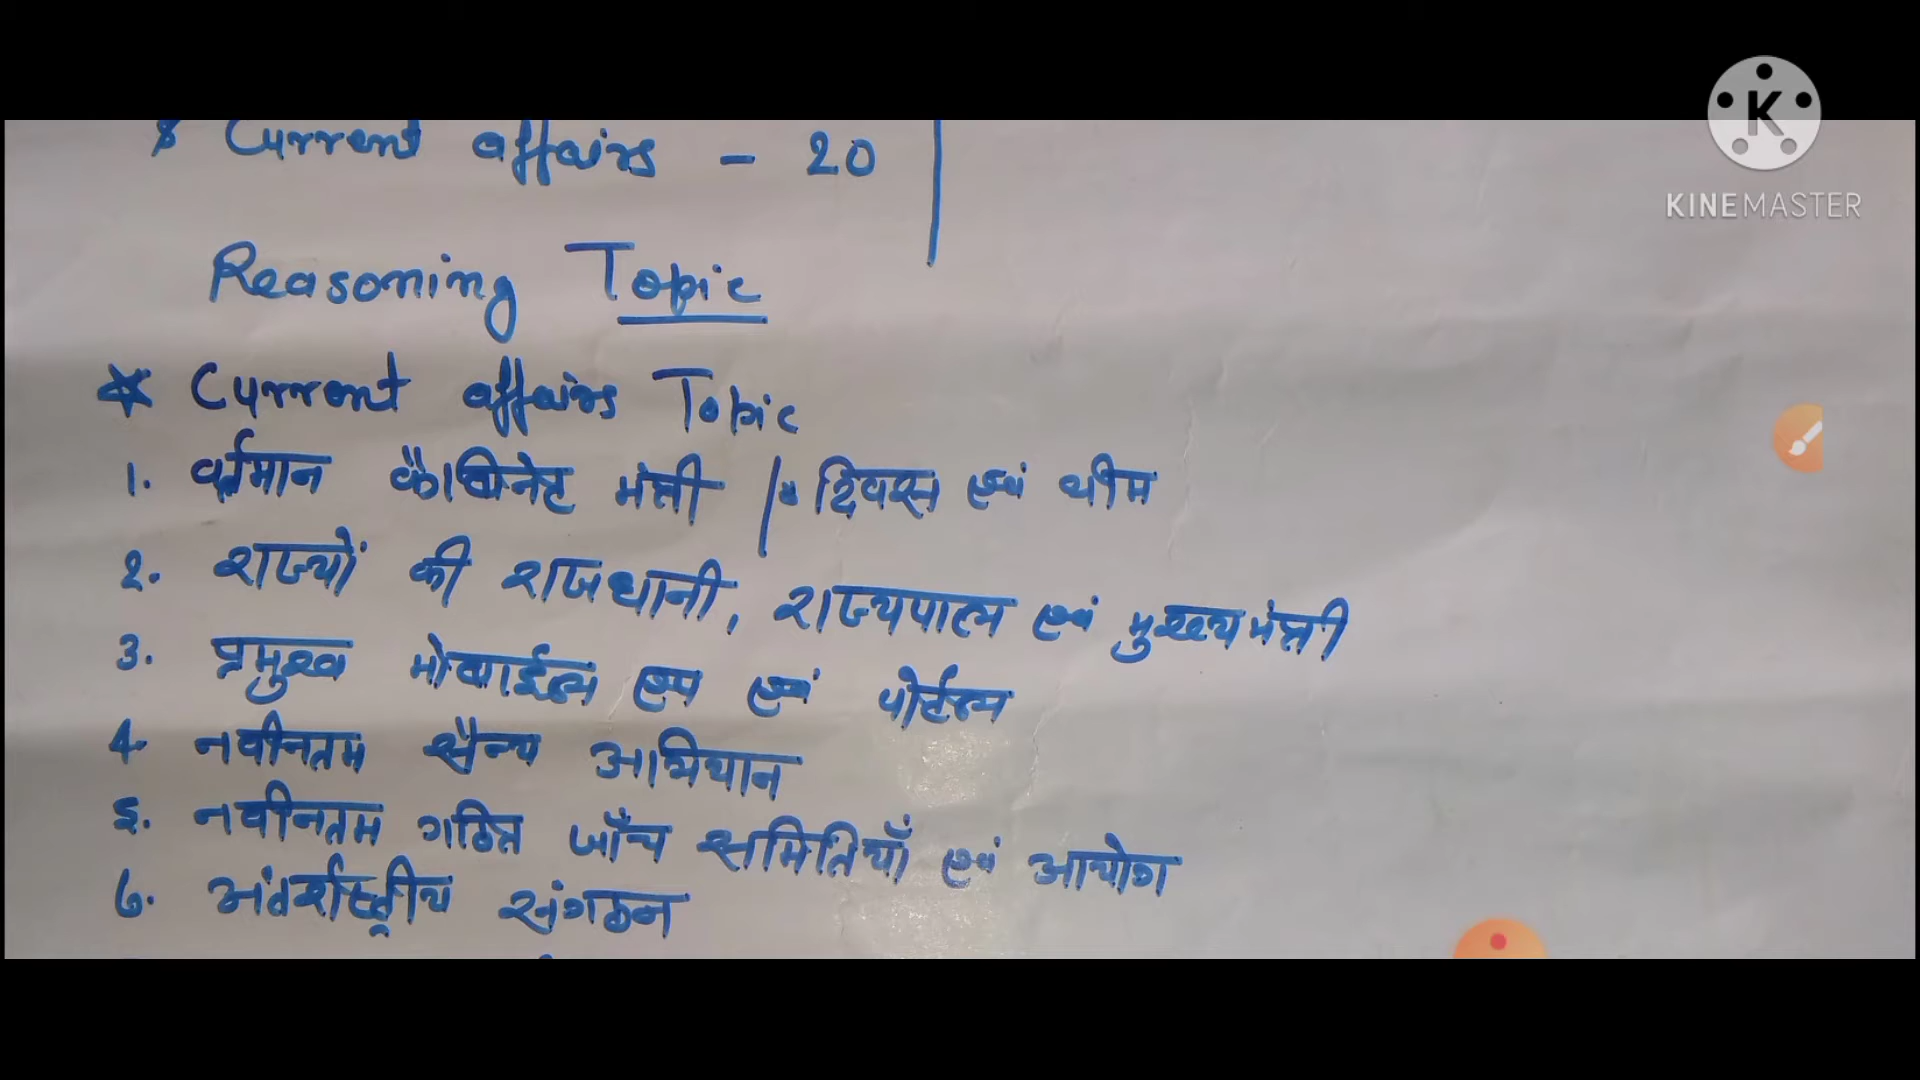 & Current affairs - 20
Reasoning Topic
* Current affairs Topic
1. वर्तमान कैबिनेट मंत्री | • दिवस एवं थीम
2. राज्यों की राजधानी, राज्यपाल एवं मुख्यमंत्री
3. प्रमुख मोबाईल एप एवं पोर्टल
4. नवीनतम सैन्य अभियान
5. नवीनतम गठित जाँच समितियाँ एवं आयोग
6. अंतर्राष्ट्रीय संगठन
K
KINEMASTER